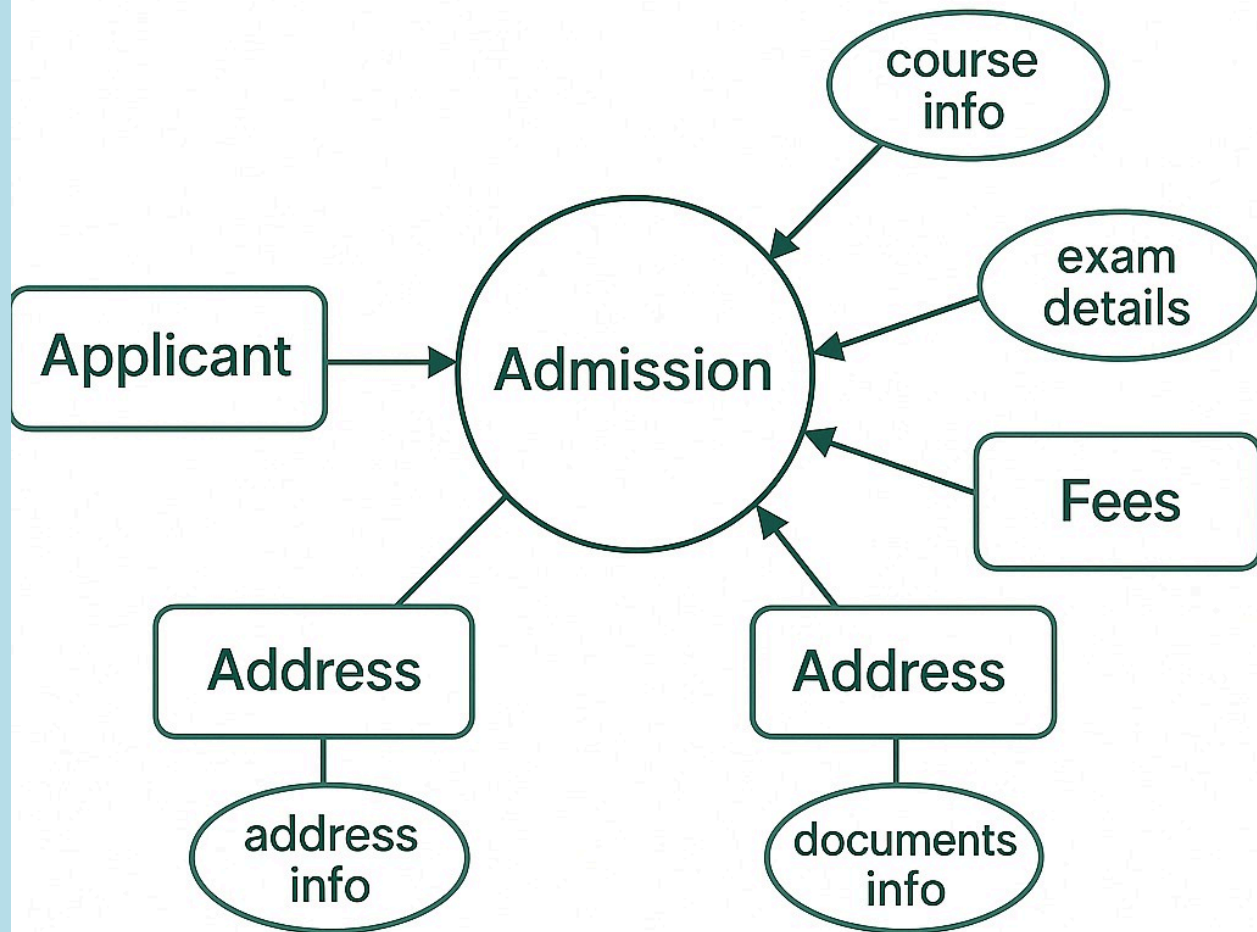 course
info
exam
details
Applicant
Admission
Fees
Address
Address
address
info
documents
info